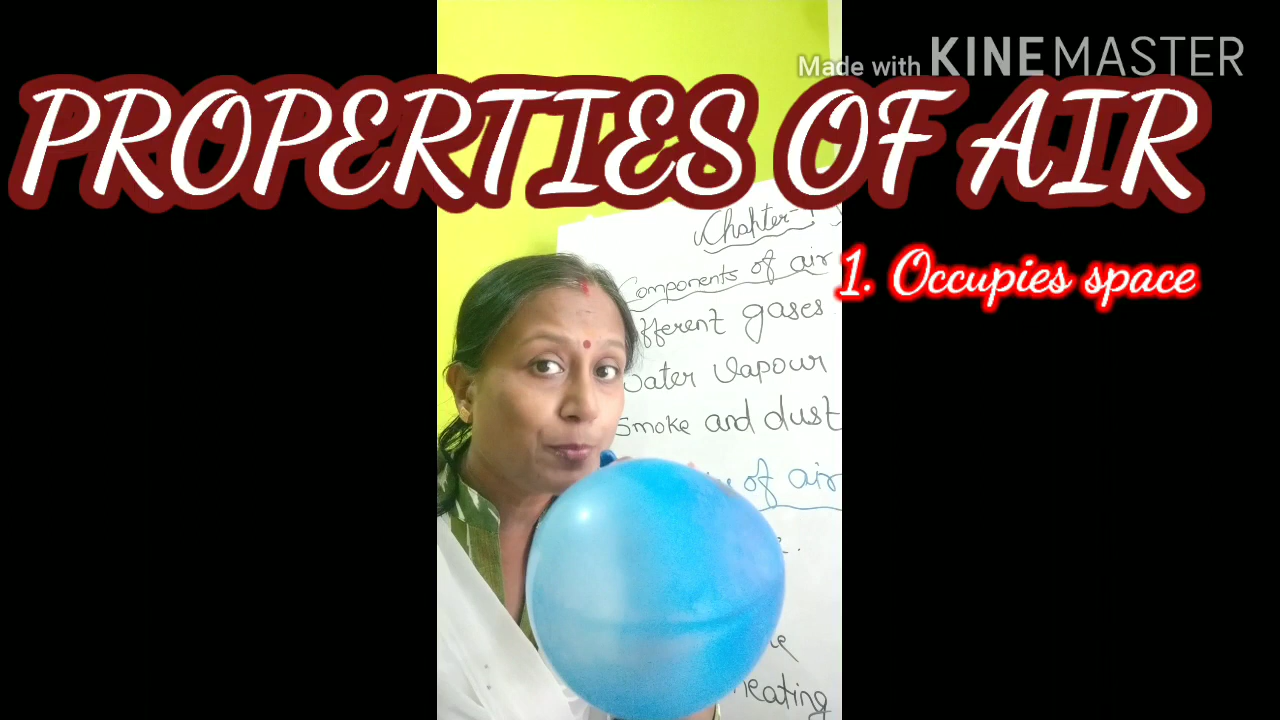 Made with KINEMASTER
PROPERTIES OF AIR
1. Occupies space
Chapter-
Components of air
fferent gases
ater Vapour
Smoke and dust
of air
heating